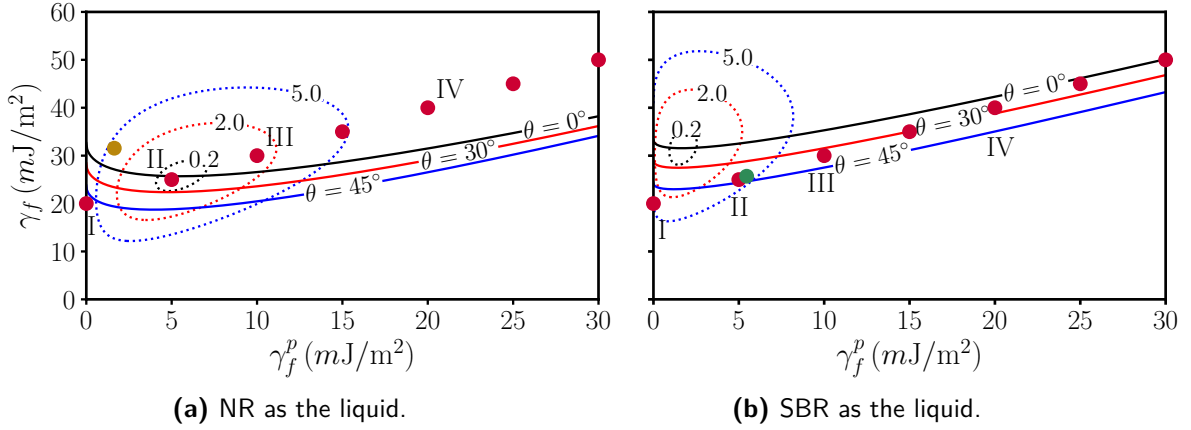 60
50
40
30
20
10
0
γ_f (mJ/m²)
0 5 10 15 20 25 30
γ_f^p (mJ/m²)
5.0
2.0
0.2
I
II
III
IV
θ = 0°
θ = 30°
θ = 45°
(a) NR as the liquid.
0 5 10 15 20 25 30
γ_f^p (mJ/m²)
5.0
2.0
0.2
I
II
III
IV
θ = 0°
θ = 30°
θ = 45°
(b) SBR as the liquid.